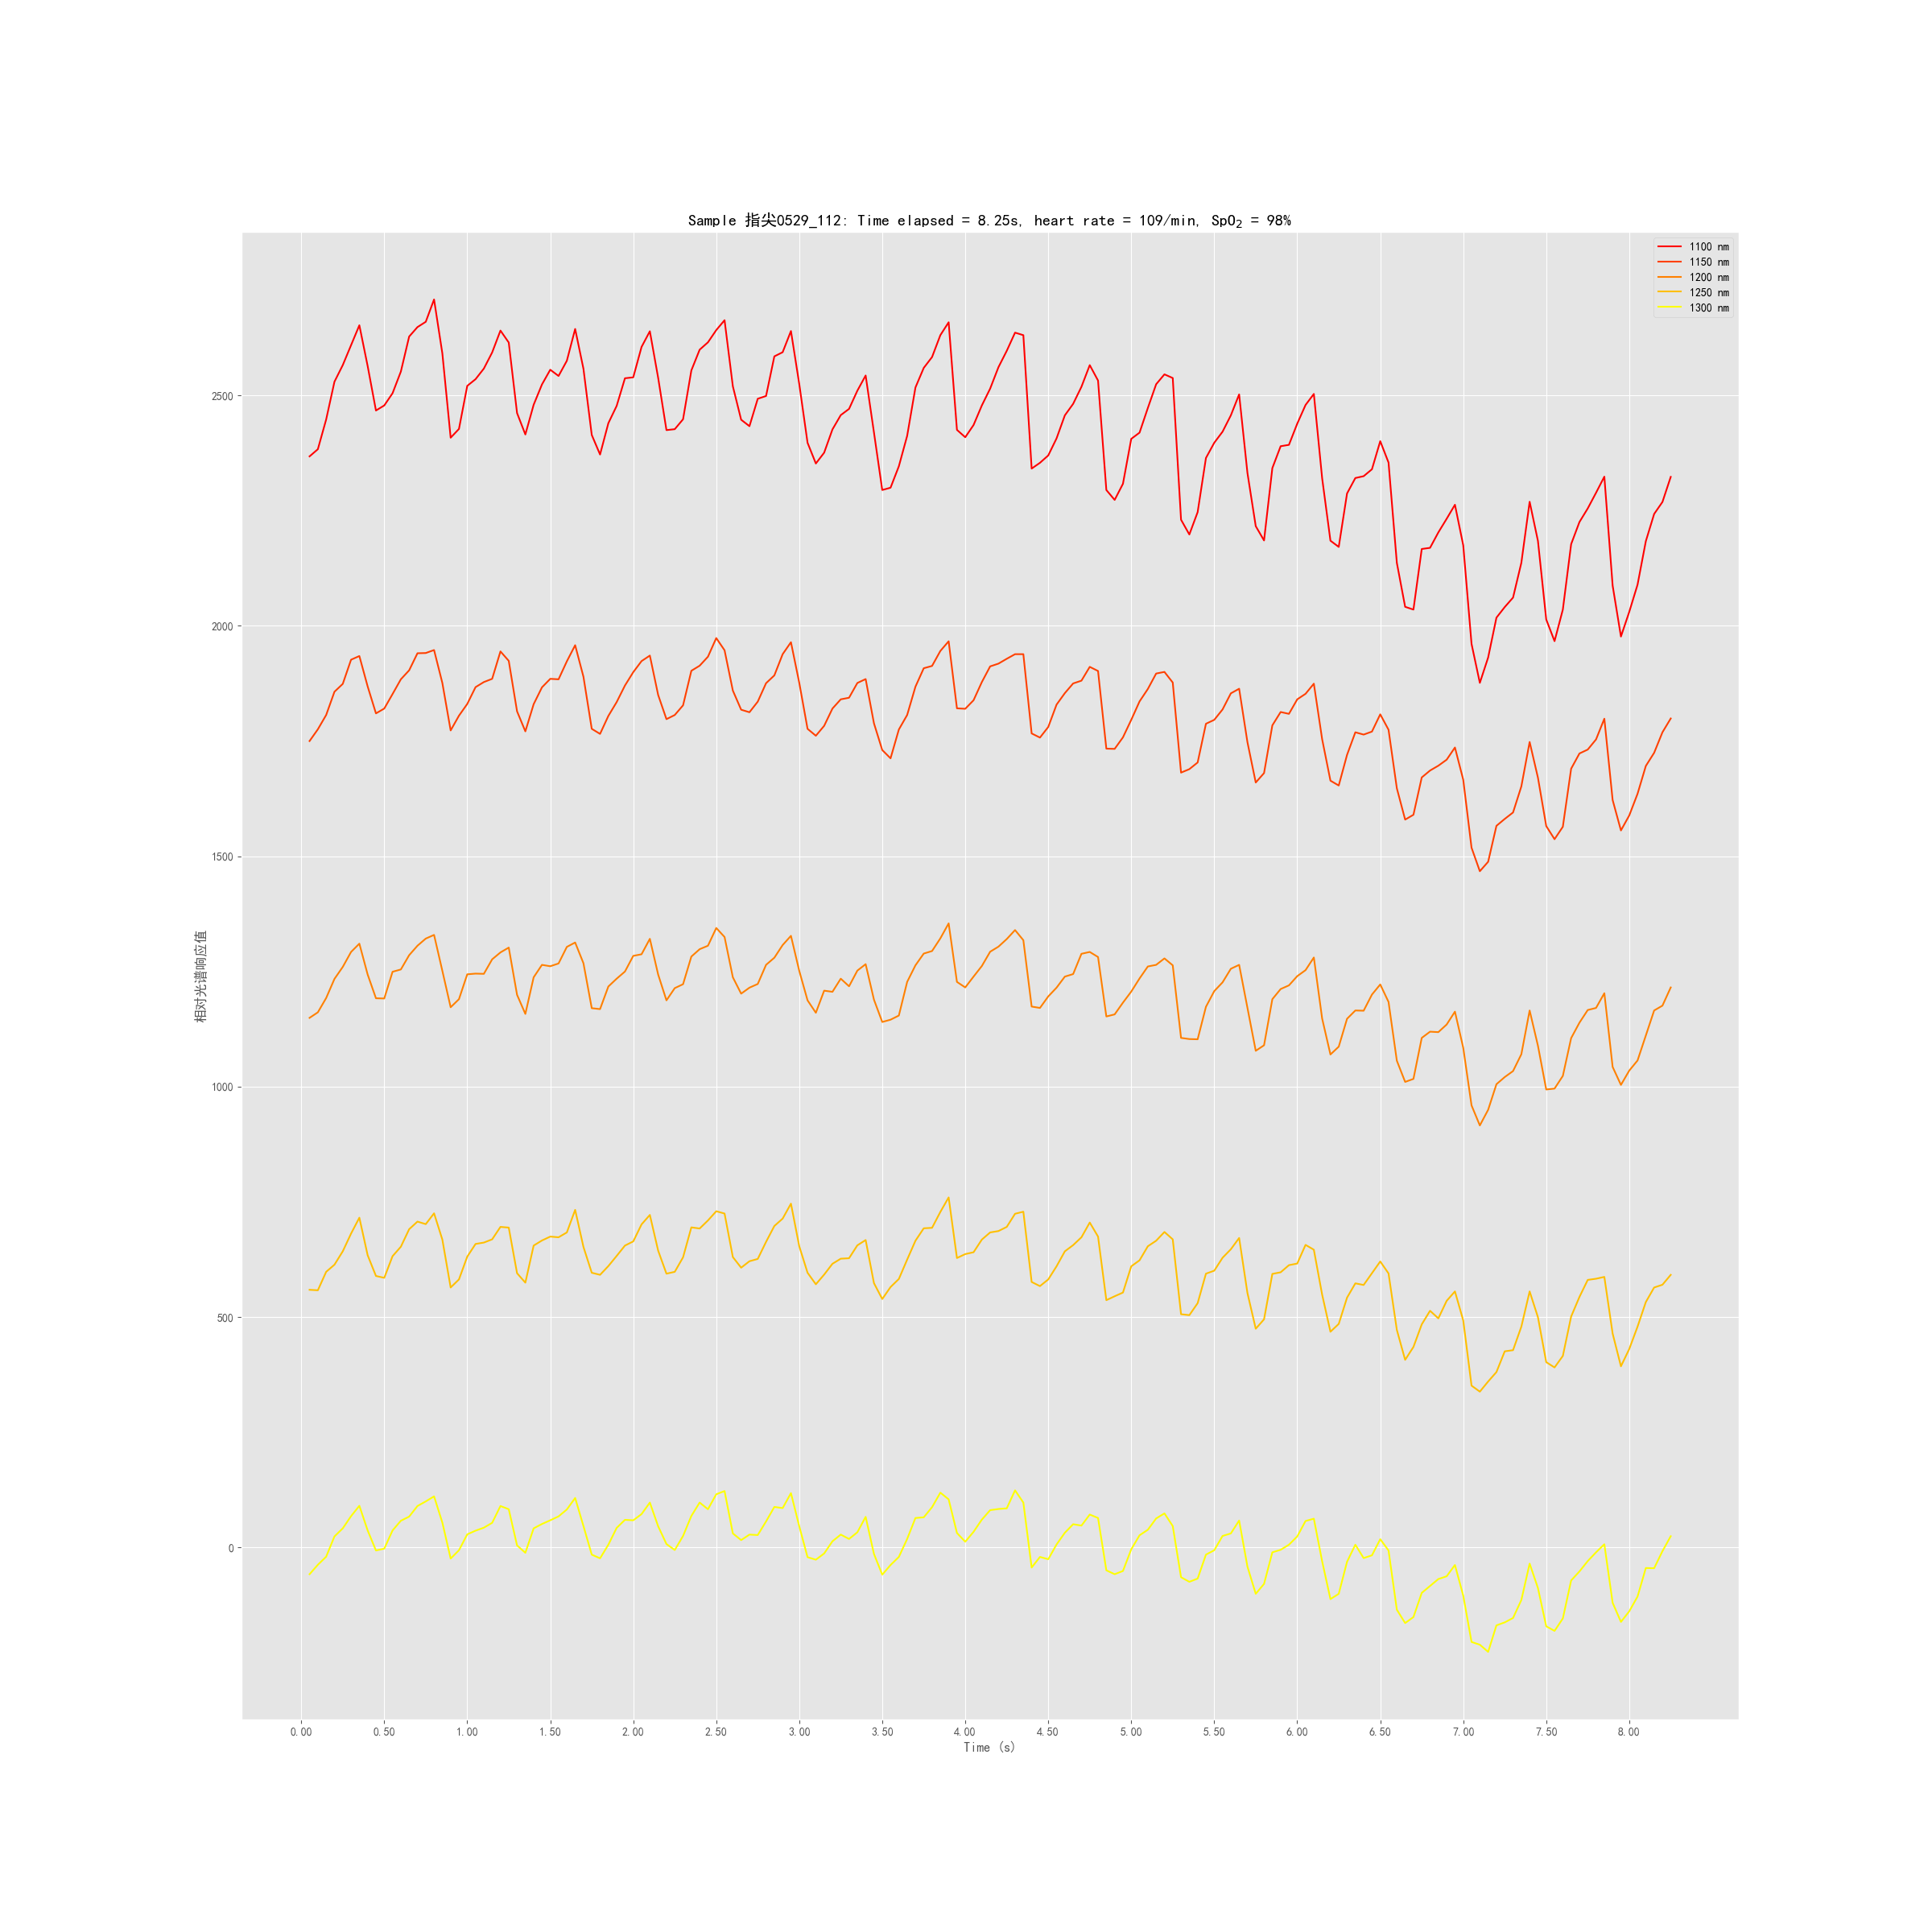 Sample 指尖0529_112: Time elapsed = 8.25s, heart rate = 109/min, SpO₂ = 98%
1100 nm
1150 nm
1200 nm
1250 nm
1300 nm
2500
2000
1500
1000
500
0
相对光谱响应值
0.00 0.50 1.00 1.50 2.00 2.50 3.00 3.50 4.00 4.50 5.00 5.50 6.00 6.50 7.00 7.50 8.00
Time (s)